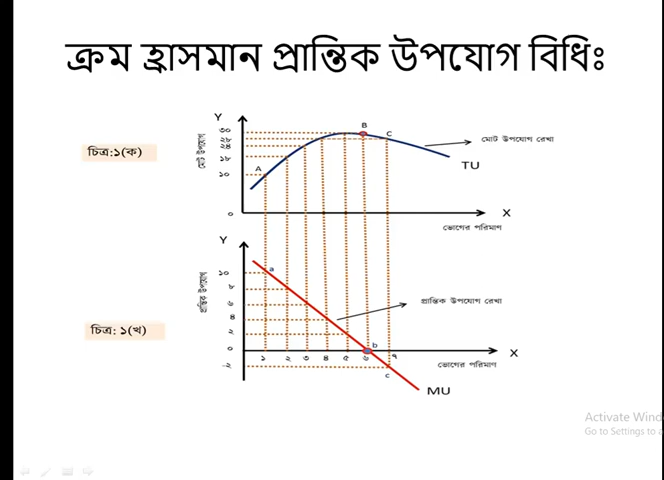 ক্রম হ্রাসমান প্রান্তিক উপযোগ বিধিঃ
চিত্র:১(ক)
মোট উপযোগ
Y
৩০
২৮
২৪
১৮
১০
০
A
B
C
মোট উপযোগ রেখা
TU
X
ভোগের পরিমাণ
চিত্র: ১(খ)
প্রান্তিক উপযোগ
Y
১০
৮
৬
৪
২
০
-২
a
b
c
প্রান্তিক উপযোগ রেখা
১ ২ ৩ ৪ ৫ ৬ ৭
X
ভোগের পরিমাণ
MU
Activate Wind
Go to Settings to